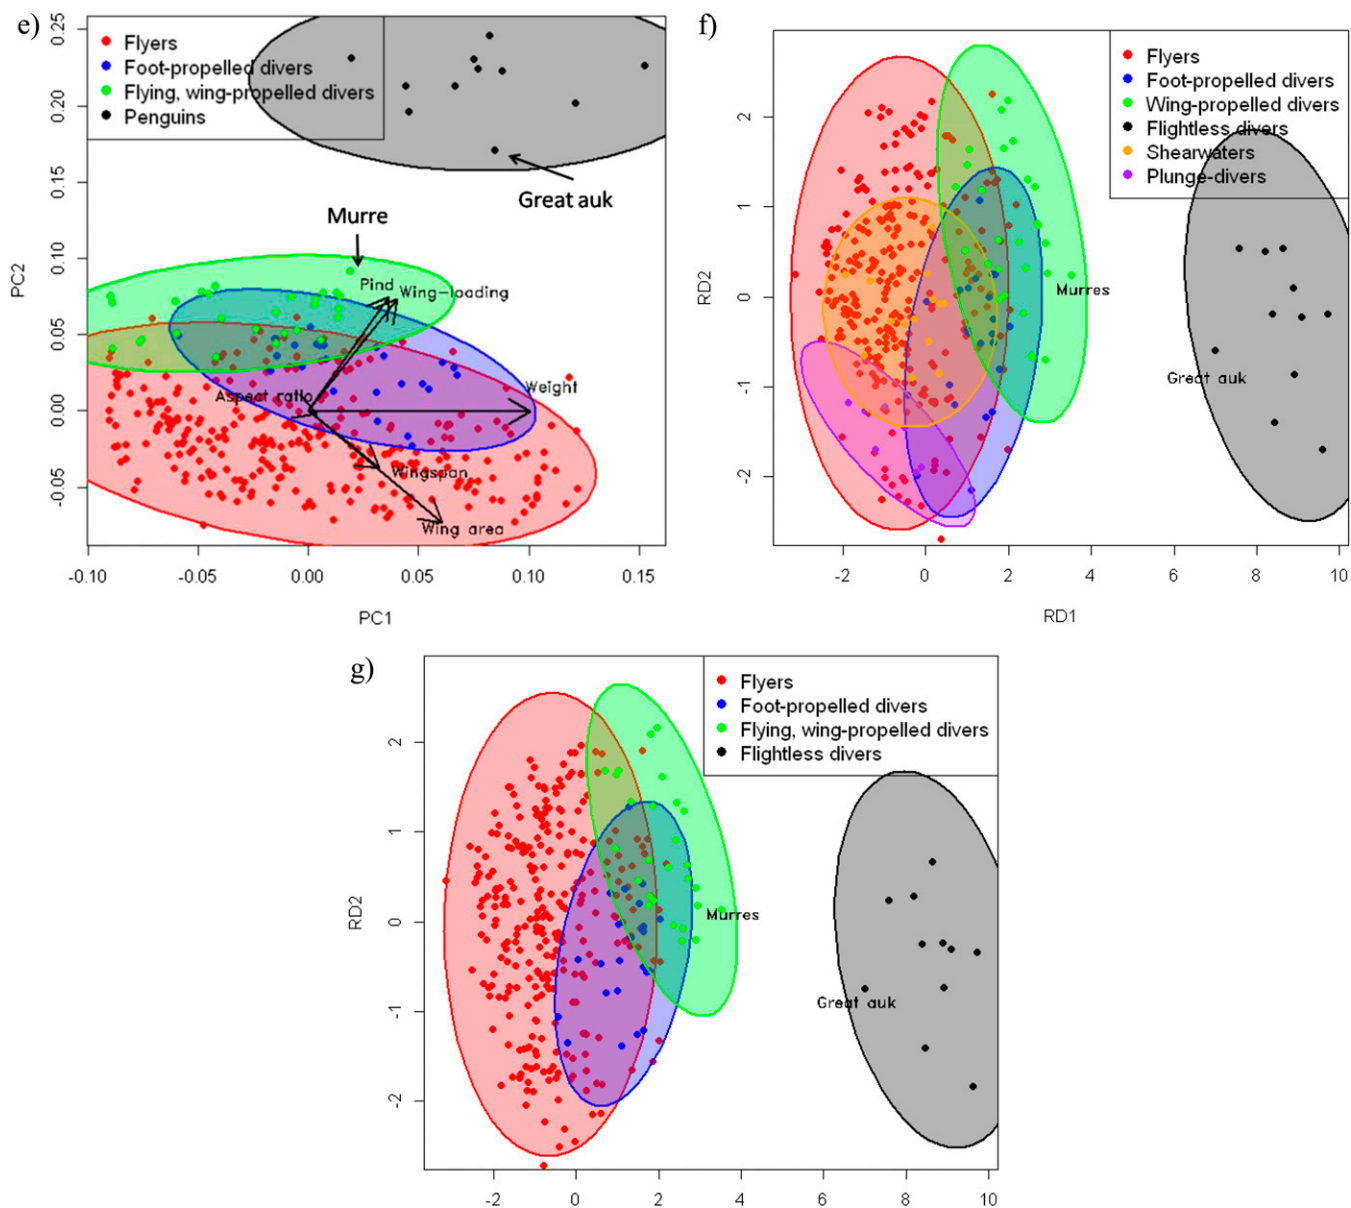 e)
Flyers
Foot-propelled divers
Flying, wing-propelled divers
Penguins
Great auk
Murre
Pind
Wing-loading
Aspect ratio
Weight
Wingspan
Wing area
PC2
0.25
0.20
0.15
0.10
0.05
0.00
-0.05
-0.10 -0.05 0.00 0.05 0.10 0.15
PC1
f)
Flyers
Foot-propelled divers
Wing-propelled divers
Flightless divers
Shearwaters
Plunge-divers
Murres
Great auk
RD2
2
1
0
-1
-2
-2 0 2 4 6 8 10
RD1
g)
Flyers
Foot-propelled divers
Flying, wing-propelled divers
Flightless divers
Murres
Great auk
RD2
2
1
0
-1
-2
-2 0 2 4 6 8 10